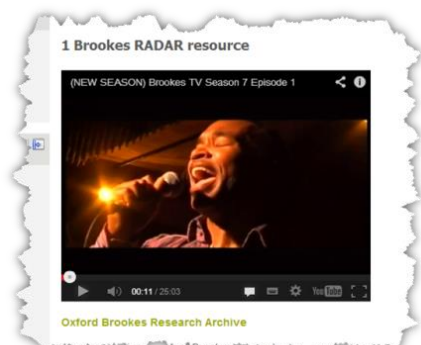 1 Brookes RADAR resource
(NEW SEASON) Brookes TV Season 7 Episode 1
00:11 / 25:03
YouTube
Oxford Brookes Research Archive